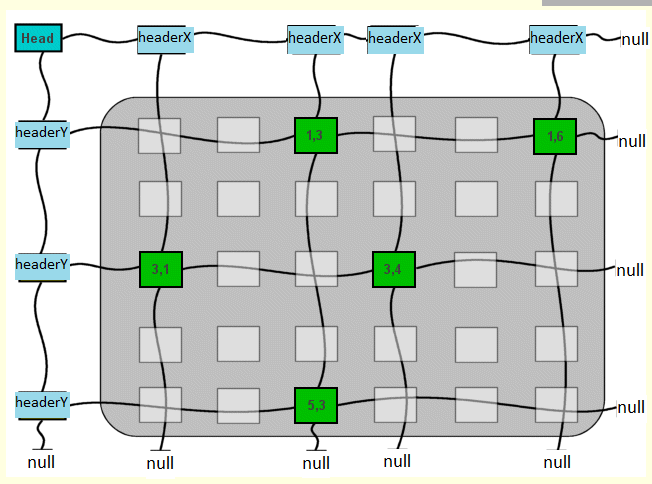 Head headerX headerX headerX headerX null
headerY 1,3 1,6 null
headerY 3,1 3,4 null
headerY 5,3 null
null null null null null